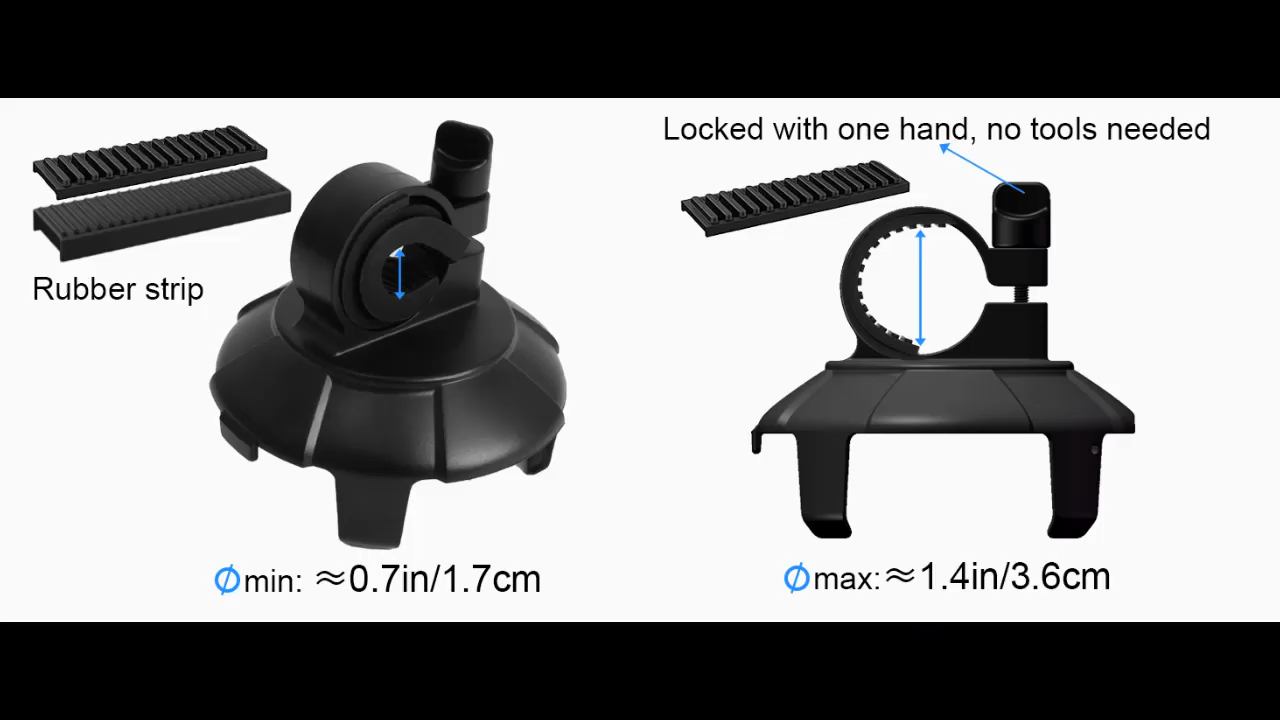 Locked with one hand, no tools needed
Rubber strip
Ømin: ≈0.7in/1.7cm
Ømax:≈1.4in/3.6cm